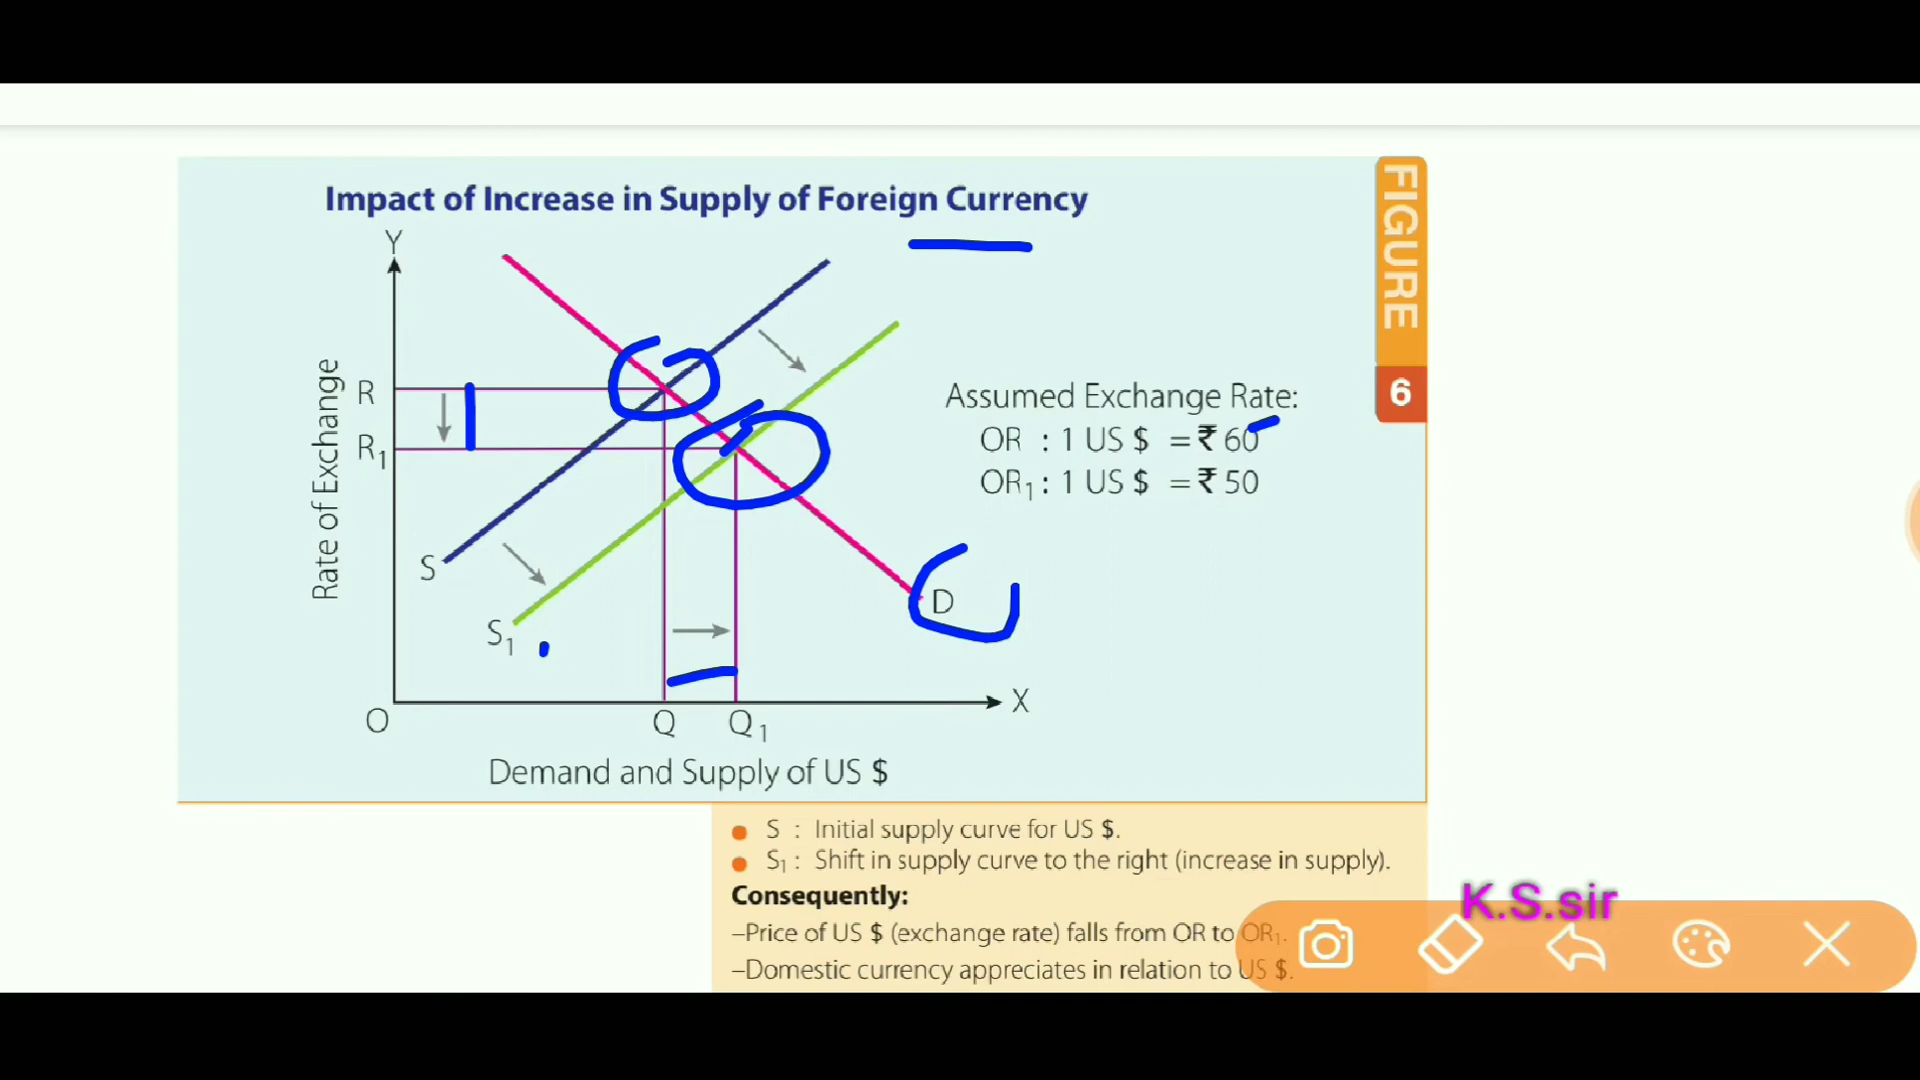 Impact of Increase in Supply of Foreign Currency
FIGURE
6
Y
Rate of Exchange
R
R₁
S
S₁
D
O
Q
Q₁
X
Demand and Supply of US $
Assumed Exchange Rate:
OR : 1 US $ = ₹ 60
OR₁ : 1 US $ = ₹ 50
• S : Initial supply curve for US $.
• S₁ : Shift in supply curve to the right (increase in supply).
Consequently:
–Price of US $ (exchange rate) falls from OR to OR₁.
–Domestic currency appreciates in relation to US $.
K.S.sir